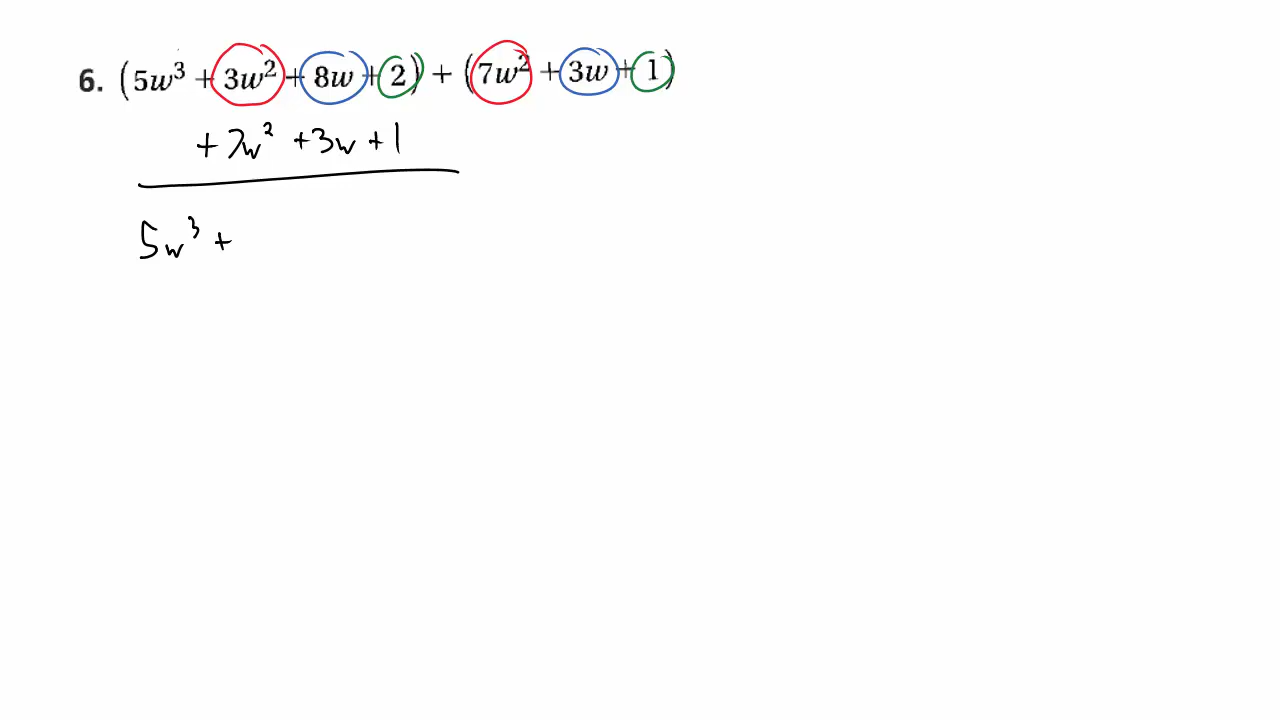 6. (5w³ + 3w² + 8w + 2) + (7w² + 3w + 1)
+ 7w² + 3w + 1
5w³ +